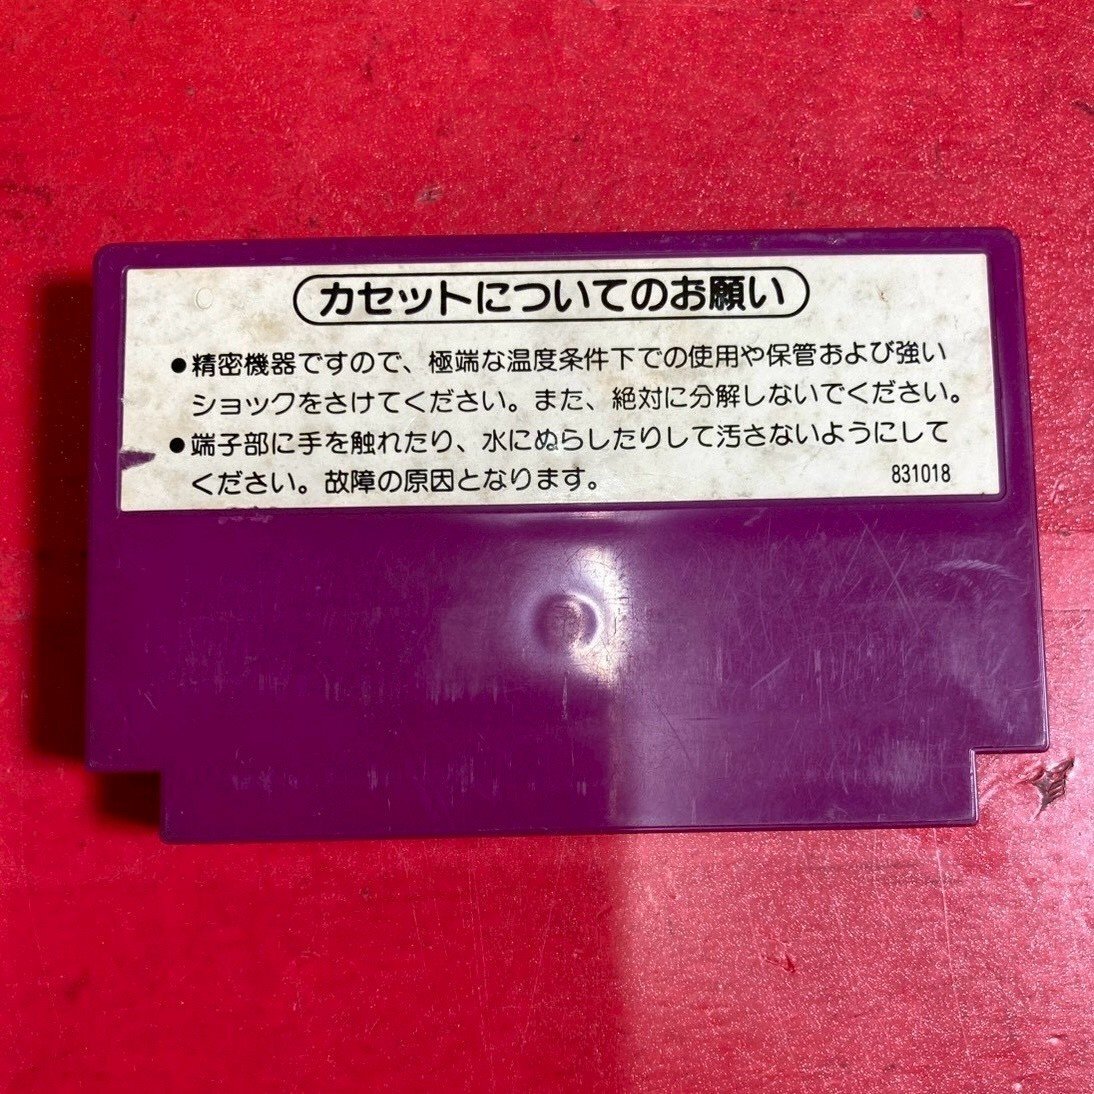 カセットについてのお願い
●精密機器ですので、極端な温度条件下での使用や保管および強い
ショックをさけてください。また、絶対に分解しないでください。
●端子部に手を触れたり、水にぬらしたりして汚さないようにして
ください。故障の原因となります。
831018